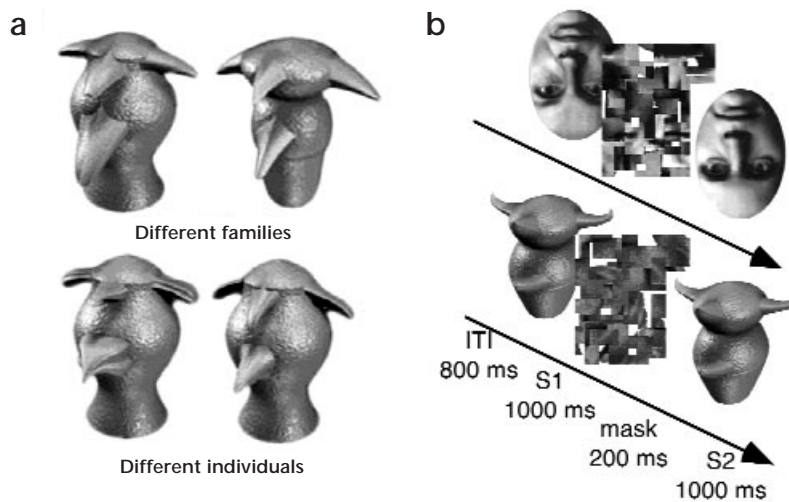 a
Different families
Different individuals
b
ITI
800 ms
S1
1000 ms
mask
200 ms
S2
1000 ms